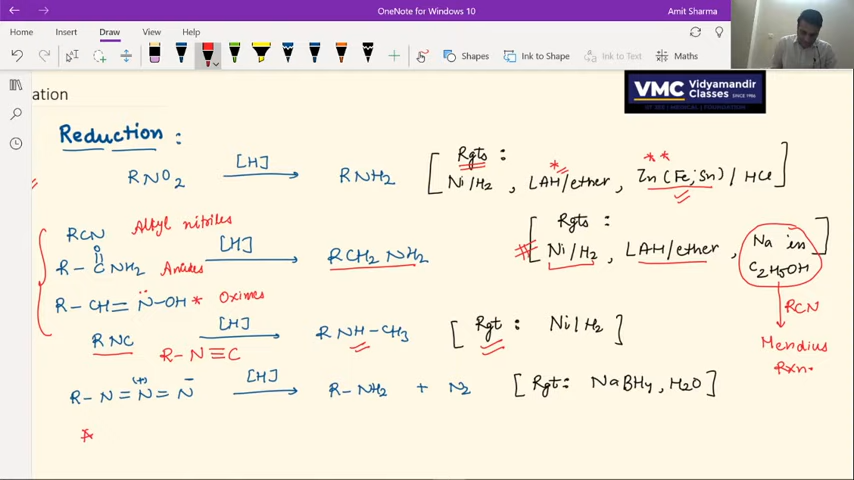 OneNote for Windows 10
Amit Sharma
Home Insert Draw View Help
Shapes Ink to Shape Ink to Text Maths
ation
VMC Vidyamandir Classes
SINCE 1986
Reduction :
RNO2 [H] RNH2 [ Rgts : Ni/H2 , LAH/ether , Zn(Fe;Sn)/HCl ]
RCN Alkyl nitriles
R-C(=O)NH2 Amides [H] RCH2NH2 [ Rgts : Ni/H2 , LAH/ether , Na in C2H5OH ]
R-CH=N-OH * Oximes
RCN
RNC [H] RNH-CH3 [ Rgt : Ni/H2 ]
R-N≡C
Mendius
Rxn.
R-N=N(+)=N- [H] R-NH2 + N2 [ Rgt: NaBH4, H2O ]